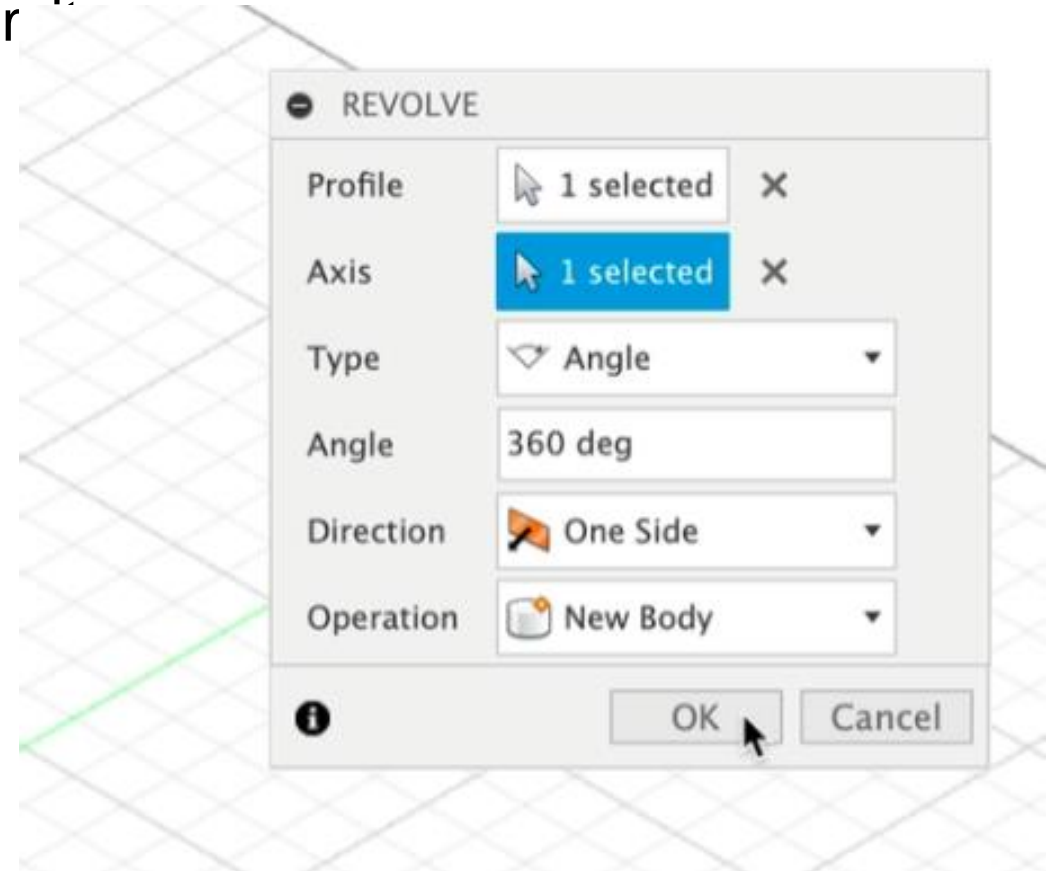 REVOLVE
Profile 1 selected
Axis 1 selected
Type Angle
Angle 360 deg
Direction One Side
Operation New Body
OK Cancel